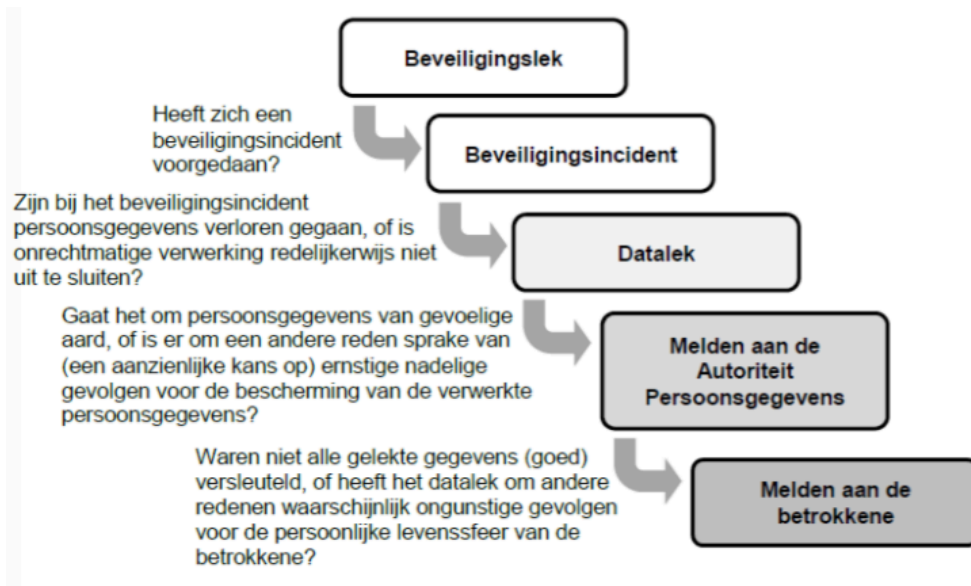 Beveiligingslek
Heeft zich een
beveiligingsincident
voorgedaan?
Beveiligingsincident
Zijn bij het beveiligingsincident
persoonsgegevens verloren gegaan, of is
onrechtmatige verwerking redelijkerwijs niet
uit te sluiten?
Datalek
Gaat het om persoonsgegevens van gevoelige
aard, of is er om een andere reden sprake van
(een aanzienlijke kans op) ernstige nadelige
gevolgen voor de bescherming van de verwerkte
persoonsgegevens?
Melden aan de
Autoriteit
Persoonsgegevens
Waren niet alle gelekte gegevens (goed)
versleuteld, of heeft het datalek om andere
redenen waarschijnlijk ongunstige gevolgen
voor de persoonlijke levenssfeer van de
betrokkene?
Melden aan de
betrokkene